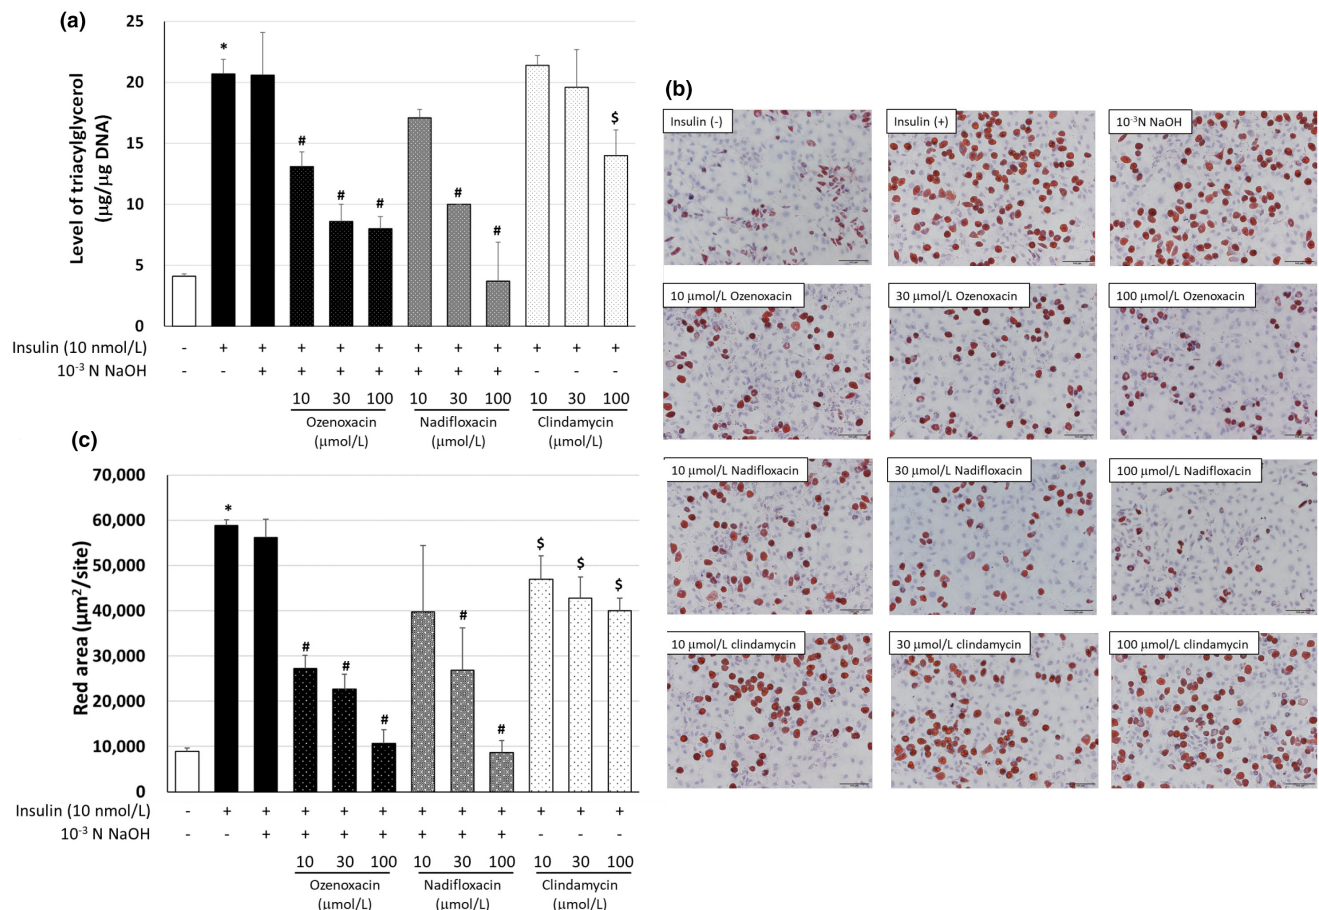 (a)
25
20
15
10
5
0
Level of triacylglycerol
(μg/μg DNA)
*
#
#
#
#
#
$
Insulin (10 nmol/L) - + + + + + + + + + + +
10⁻³ N NaOH - - + + + + + + + - - -
10 30 100 10 30 100 10 30 100
Ozenoxacin Nadifloxacin Clindamycin
(μmol/L) (μmol/L) (μmol/L)
(b)
Insulin (-) Insulin (+) 10⁻³N NaOH
10 μmol/L Ozenoxacin 30 μmol/L Ozenoxacin 100 μmol/L Ozenoxacin
10 μmol/L Nadifloxacin 30 μmol/L Nadifloxacin 100 μmol/L Nadifloxacin
10 μmol/L clindamycin 30 μmol/L clindamycin 100 μmol/L clindamycin
(c)
70,000
60,000
50,000
40,000
30,000
20,000
10,000
0
Red area (μm²/site)
*
#
#
#
#
#
$
$
$
Insulin (10 nmol/L) - + + + + + + + + + + +
10⁻³ N NaOH - - + + + + + + + - - -
10 30 100 10 30 100 10 30 100
Ozenoxacin Nadifloxacin Clindamycin
(μmol/L) (μmol/L) (μmol/L)